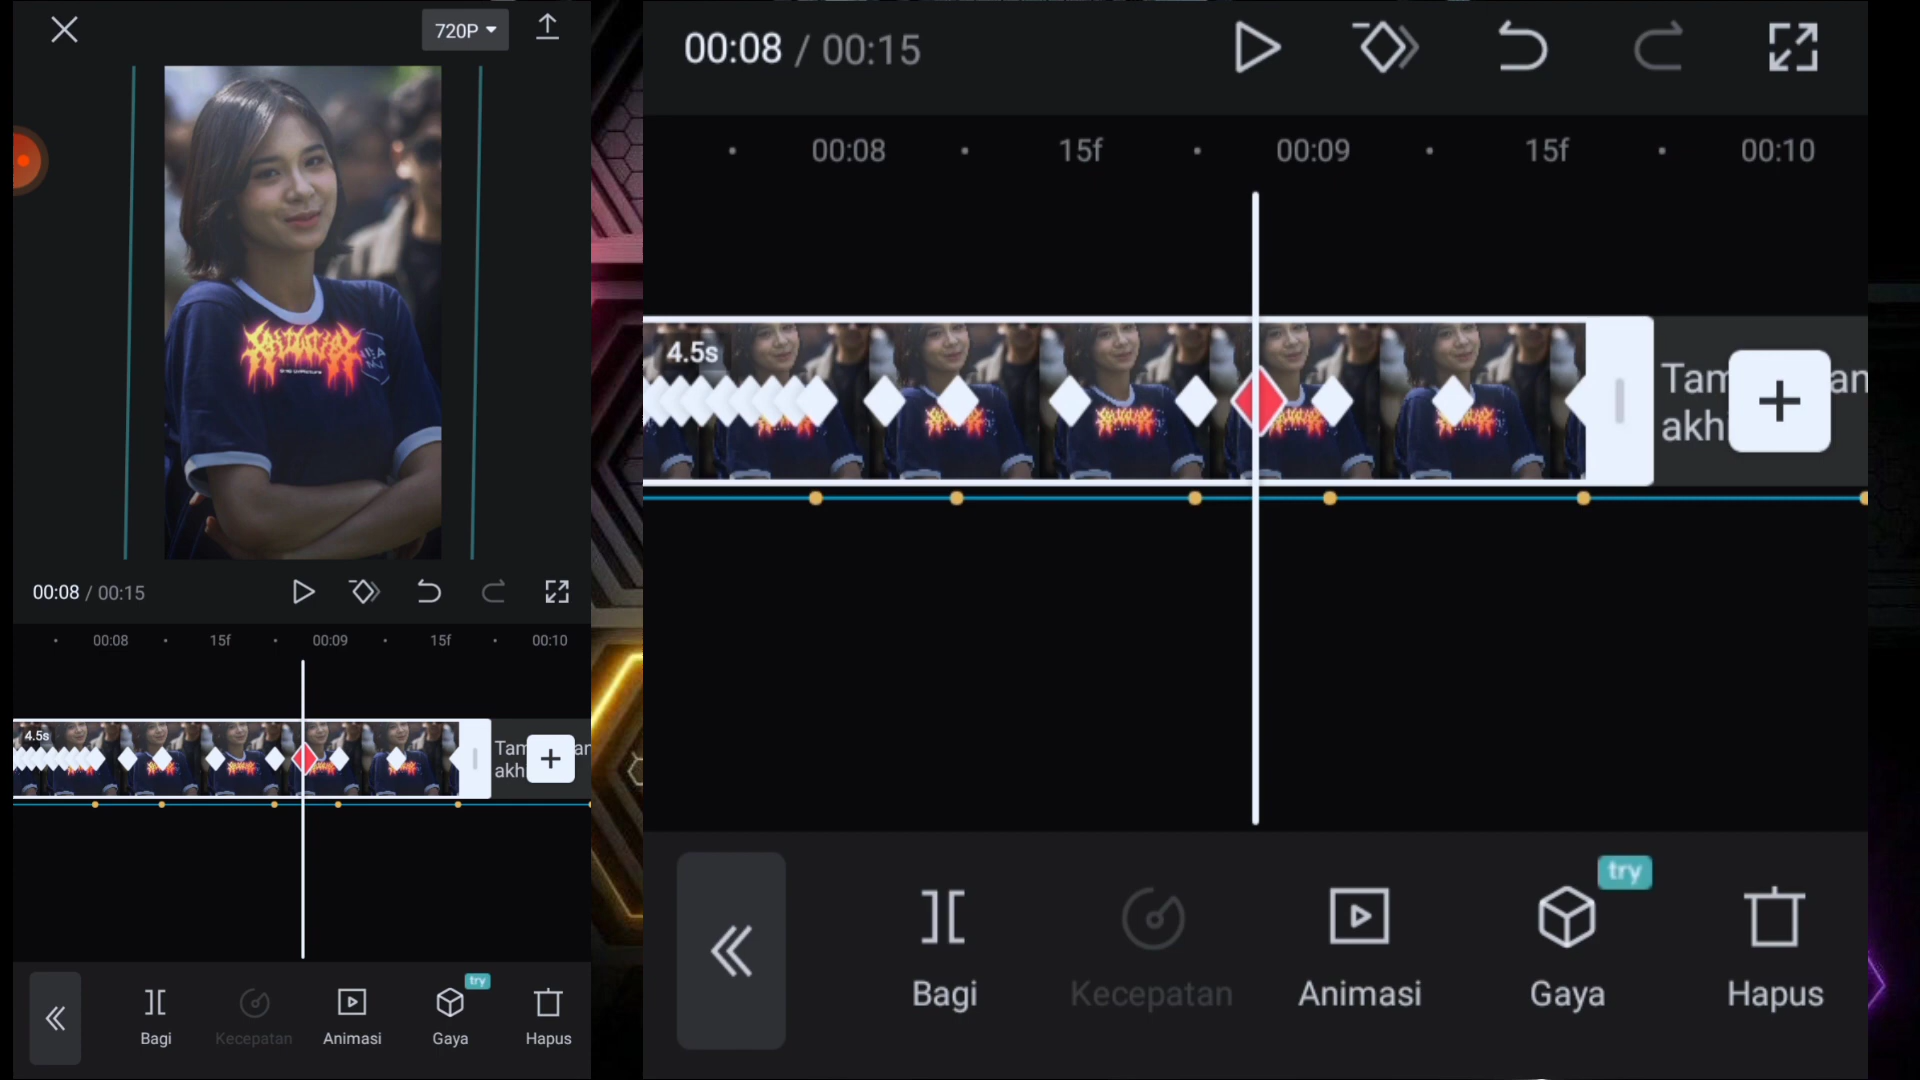 720P
00:08 / 00:15
00:08 15f 00:09 15f 00:10
4.5s
Tam an
akh
Bagi
Kecepatan
Animasi
try
Gaya
Hapus
00:08 / 00:15
00:08 15f 00:09 15f 00:10
4.5s
Tam an
akhi
Bagi
Kecepatan
Animasi
try
Gaya
Hapus